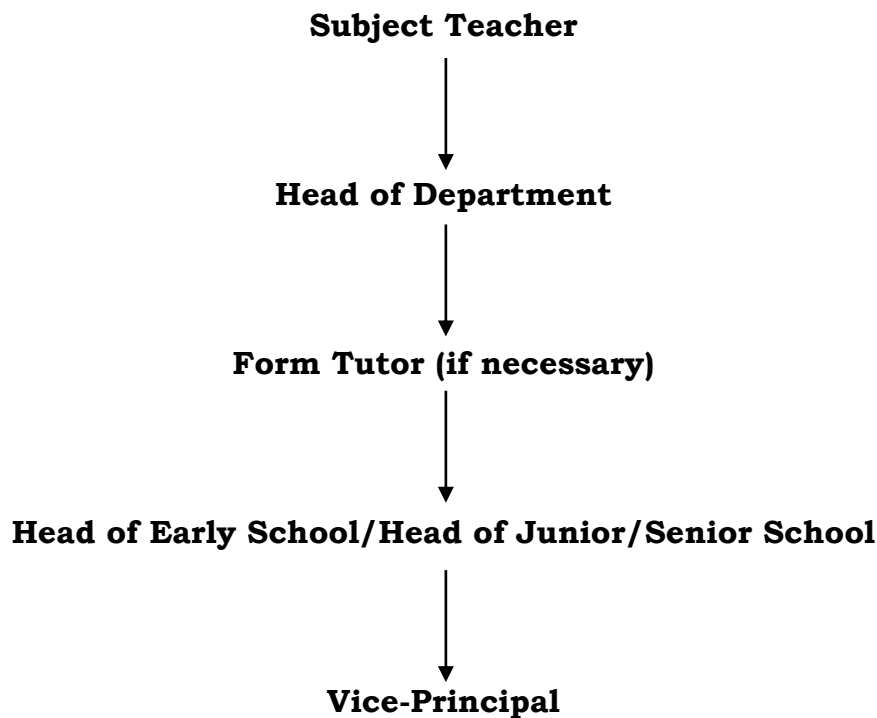 Subject Teacher
Head of Department
Form Tutor (if necessary)
Head of Early School/Head of Junior/Senior School
Vice-Principal